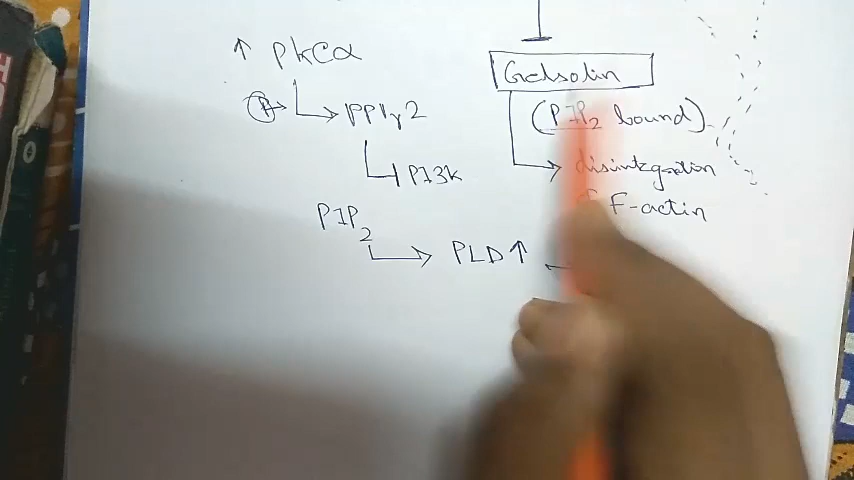 ↑ PKCα
Gelsolin
(P → PP1γ2
(PIP2 bound)
PI3K
disintegration
F-actin
PIP2
→ PLD ↑